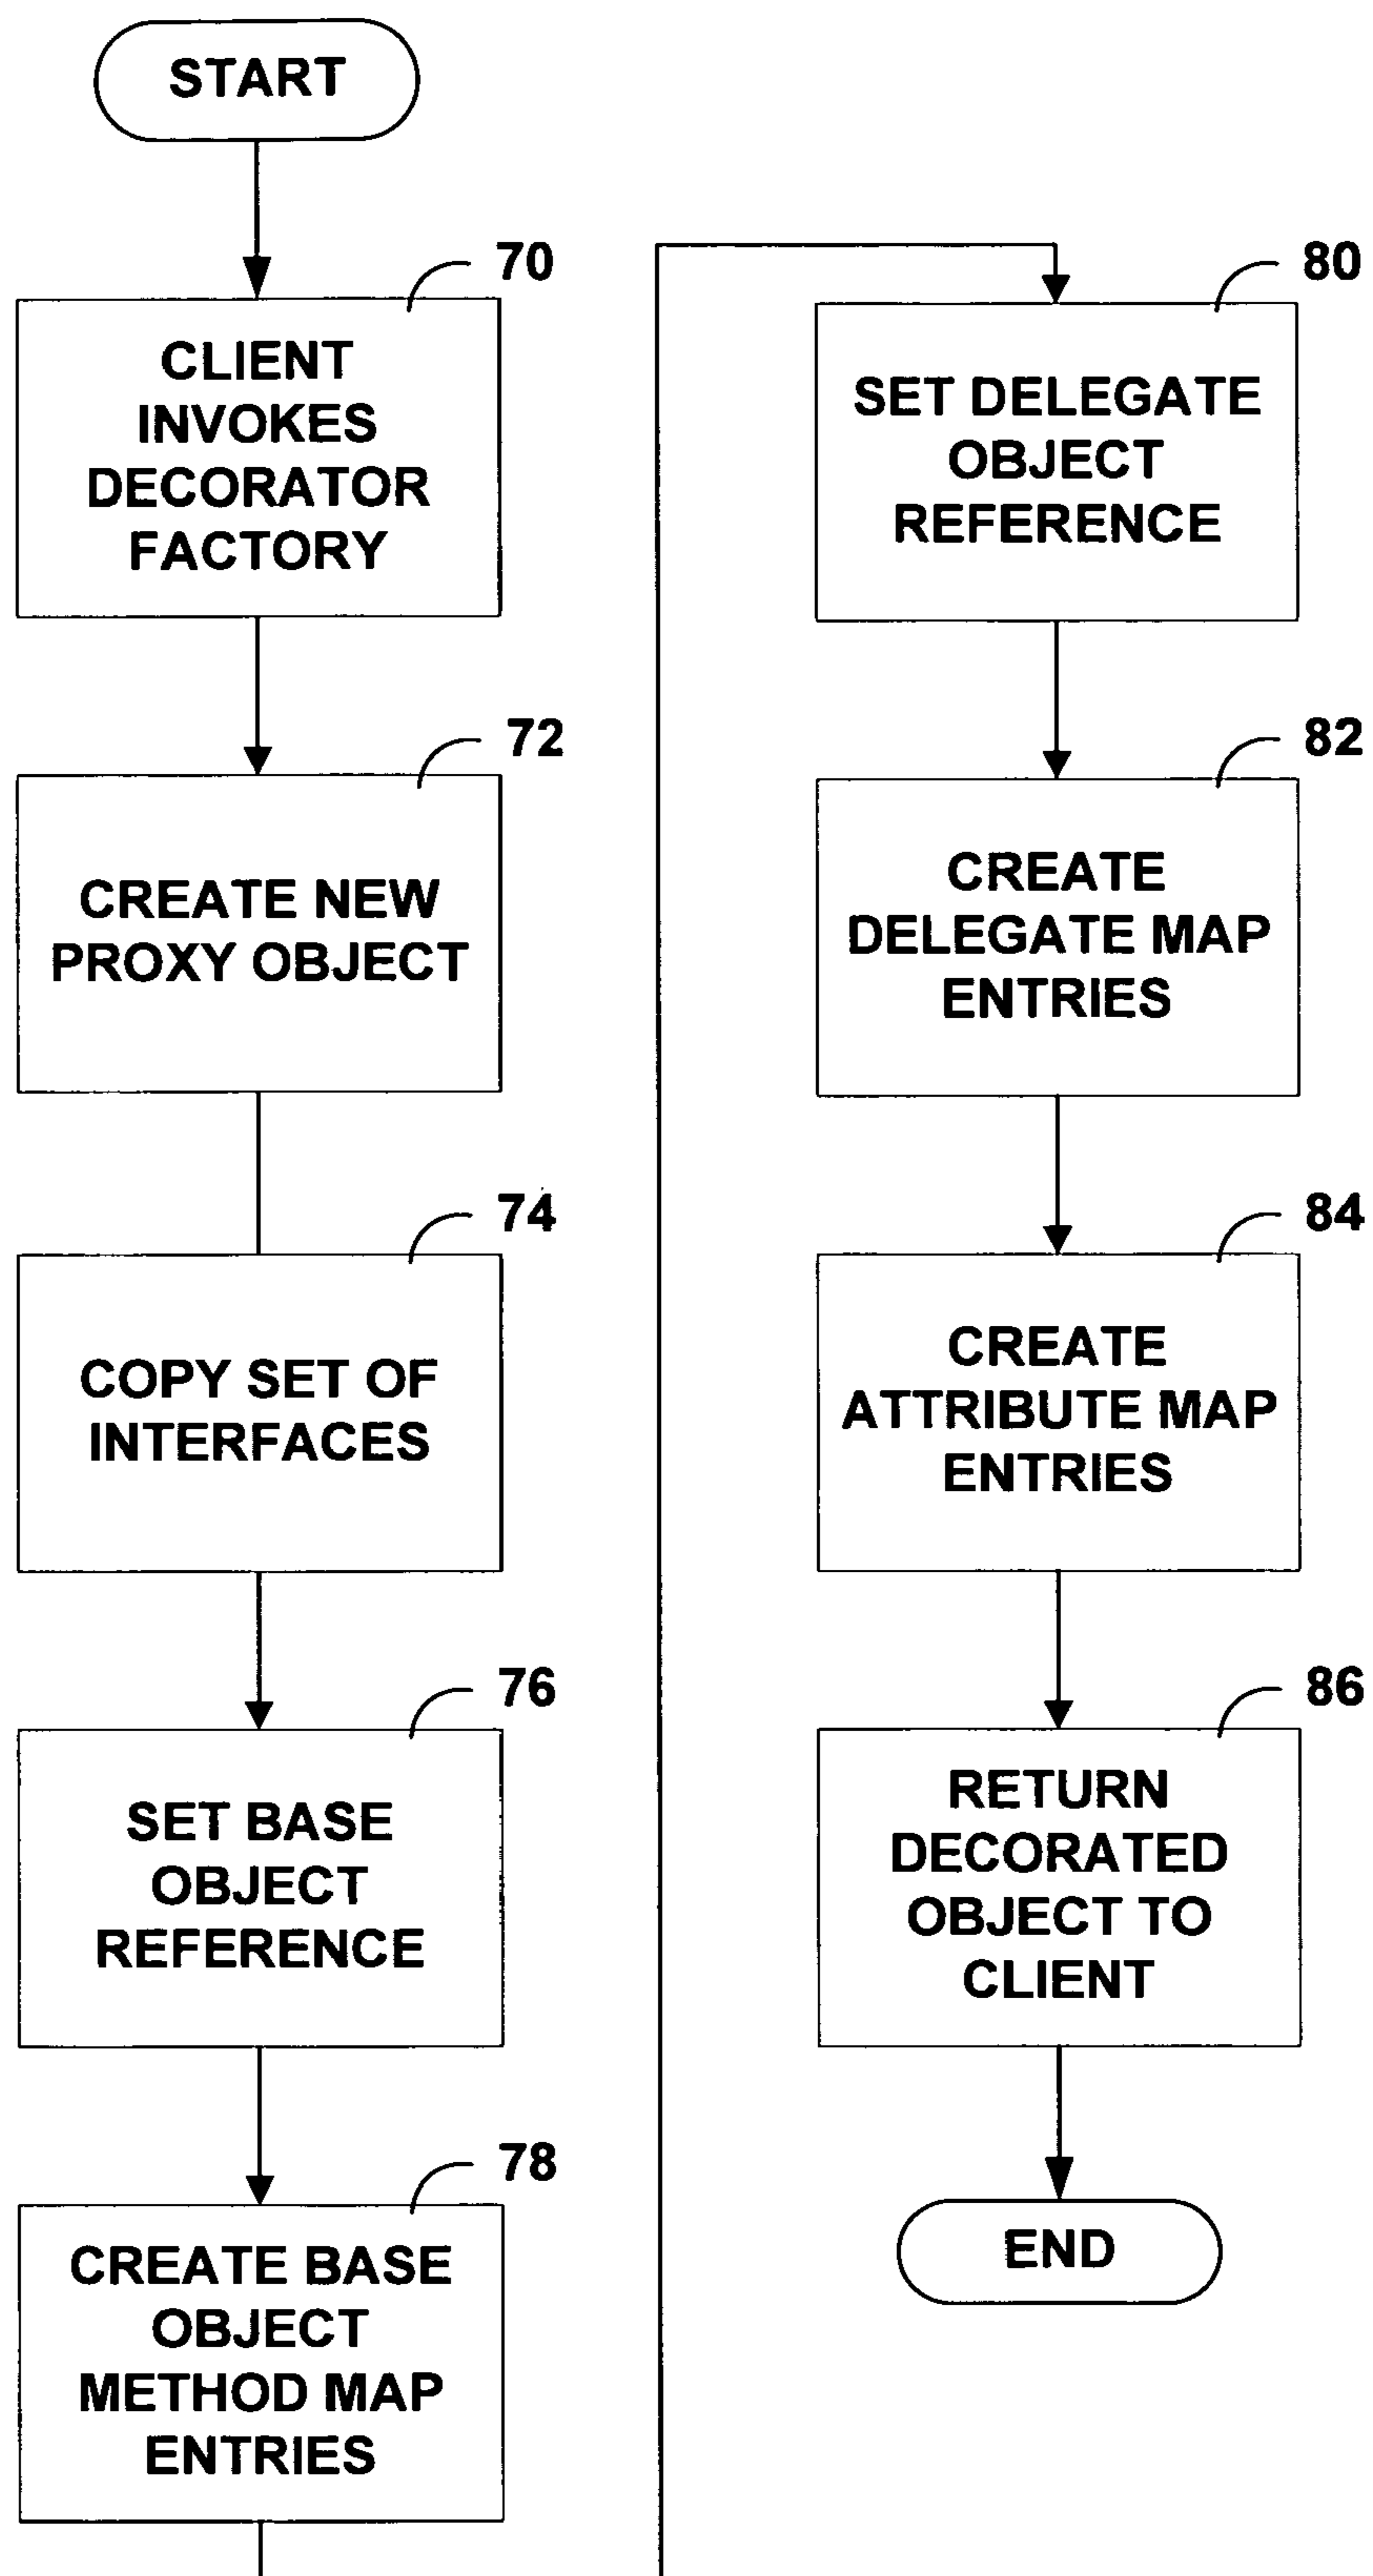 START
70
CLIENT
INVOKES
DECORATOR
FACTORY
72
CREATE NEW
PROXY OBJECT
74
COPY SET OF
INTERFACES
76
SET BASE
OBJECT
REFERENCE
78
CREATE BASE
OBJECT
METHOD MAP
ENTRIES
80
SET DELEGATE
OBJECT
REFERENCE
82
CREATE
DELEGATE MAP
ENTRIES
84
CREATE
ATTRIBUTE MAP
ENTRIES
86
RETURN
DECORATED
OBJECT TO
CLIENT
END